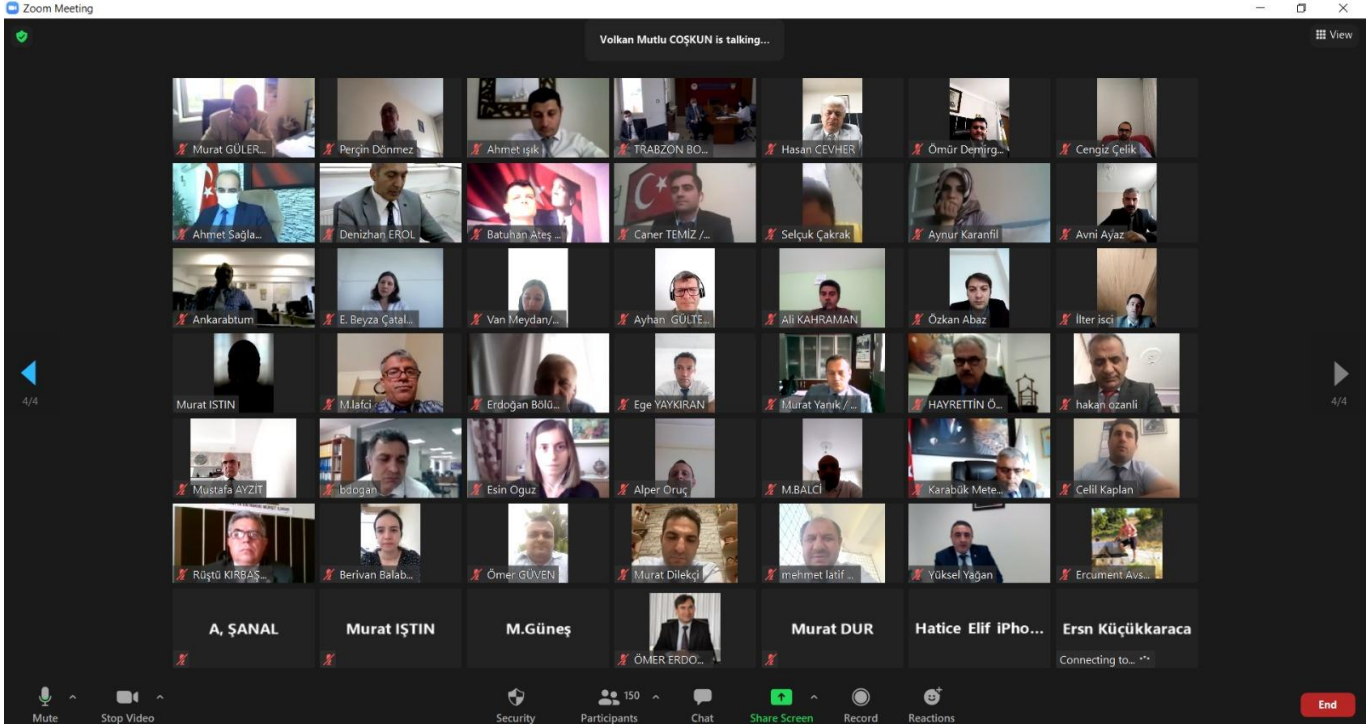 Zoom Meeting
Volkan Mutlu COŞKUN is talking...
View
Murat GÜLER...
Perçin Dönmez
Ahmet ışık
TRABZON BO...
Hasan CEVHER
Ömür Demirg...
Cengiz Çelik
Ahmet Sağla...
Denizhan EROL
Batuhan Ateş ...
Caner TEMİZ /...
Selçuk Çakrak
Aynur Karanfil
Avni Ayaz
Ankarabtum
E. Beyza Çatal...
Van Meydan/...
Ayhan GÜLTE...
Ali KAHRAMAN
Özkan Abaz
İlter isci
4/4
Murat ISTIN
M.lafci
Erdoğan Bölü...
Ege YAYKIRAN
Murat Yanık / ...
HAYRETTİN Ö...
hakan ozanli
4/4
Mustafa AYZİT
bdogan
Esin Oguz
Alper Oruç
M.BALCİ
Karabük Mete...
Celil Kaplan
Rüştü KIRBAŞ...
Berivan Balab...
Ömer GÜVEN
Murat Dilekçi
mehmet latif ...
Yüksel Yağan
Ercument Avs...
A, ŞANAL
Murat IŞTIN
M.Güneş
ÖMER ERDO...
Murat DUR
Hatice Elif iPho...
Ersn Küçükkaraca
Connecting to...
Mute
Stop Video
Security
150
Participants
Chat
Share Screen
Record
Reactions
End